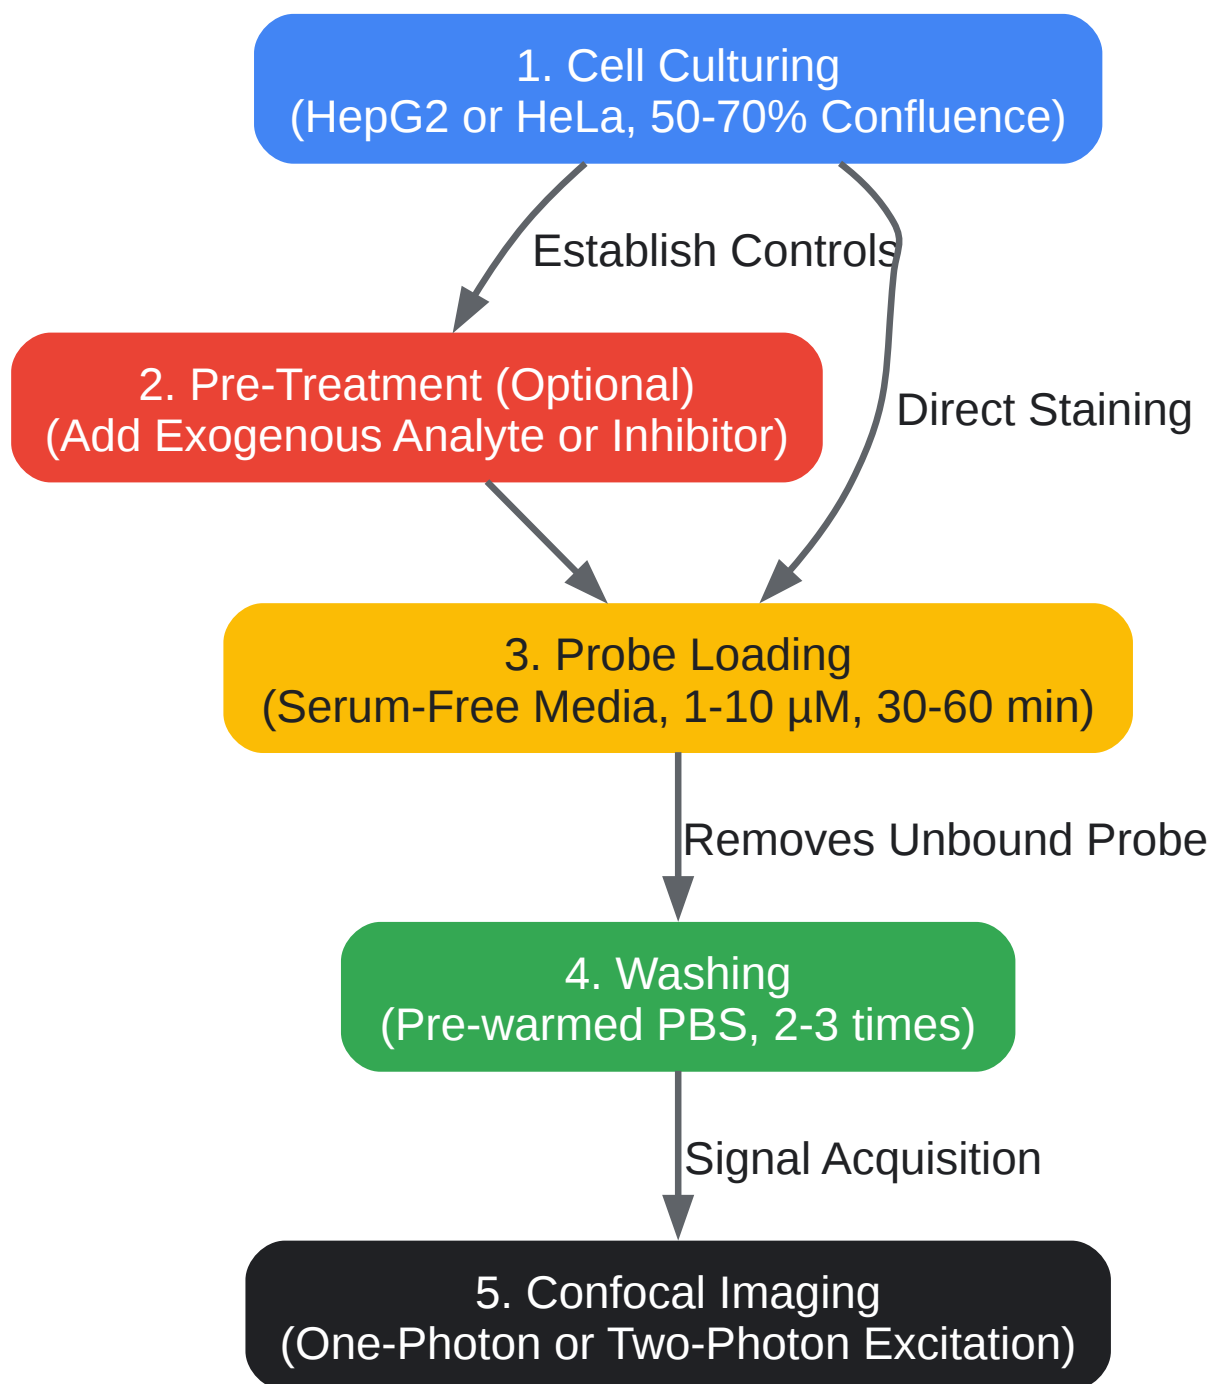 1. Cell Culturing
(HepG2 or HeLa, 50-70% Confluence)
Establish Controls
2. Pre-Treatment (Optional)
(Add Exogenous Analyte or Inhibitor)
Direct Staining
3. Probe Loading
(Serum-Free Media, 1-10 µM, 30-60 min)
Removes Unbound Probe
4. Washing
(Pre-warmed PBS, 2-3 times)
Signal Acquisition
5. Confocal Imaging
(One-Photon or Two-Photon Excitation)